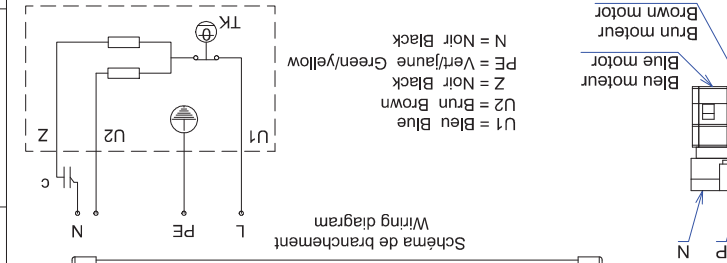 N
Schéma de branchement
Wiring diagram
L PE N
c
U1 U2 Z
U1 = Bleu Blue
U2 = Brun Brown
Z = Noir Black
PE = Vert/jaune Green/yellow
N = Noir Black
Bleu moteur
Blue motor
Brun moteur
Brown motor
TK